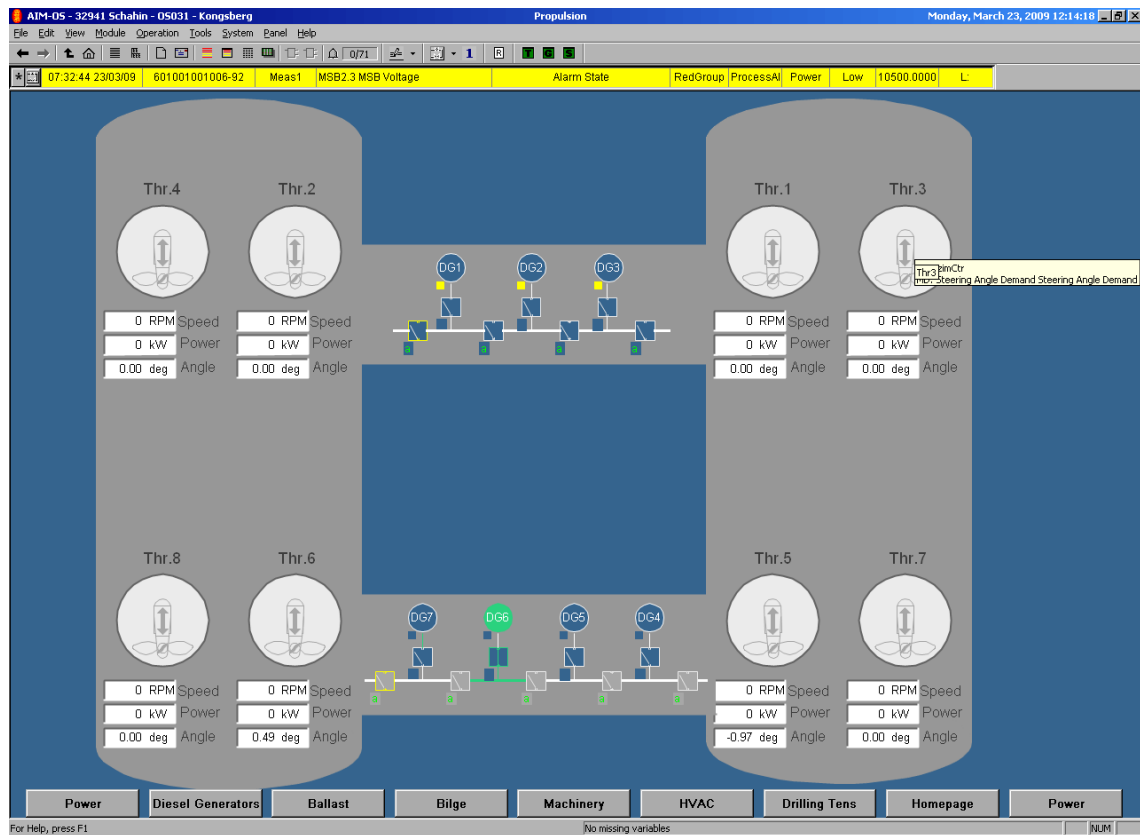 AIM-OS - 32941 Schahin - OS031 - Kongsberg Propulsion Monday, March 23, 2009 12:14:18
File Edit View Module Operation Tools System Panel Help
0/71 1 R T C S
* 07:32:44 23/03/09 601001001006-92 Meas1 MSB2.3 MSB Voltage Alarm State RedGroup ProcessAl Power Low 10500.0000 L:
Thr.4 Thr.2 Thr.1 Thr.3
DG1 DG2 DG3
Thr3 zimCtr
MD: Steering Angle Demand Steering Angle Demand
0 RPM Speed 0 RPM Speed 0 RPM Speed 0 RPM Speed
0 kW Power 0 kW Power 0 kW Power 0 kW Power
a a a a
0.00 deg Angle 0.00 deg Angle 0.00 deg Angle 0.00 deg Angle
Thr.8 Thr.6 Thr.5 Thr.7
DG7 DG6 DG5 DG4
0 RPM Speed 0 RPM Speed 0 RPM Speed 0 RPM Speed
a a a a a
0 kW Power 0 kW Power 0 kW Power 0 kW Power
0.00 deg Angle 0.49 deg Angle -0.97 deg Angle 0.00 deg Angle
Power Diesel Generators Ballast Bilge Machinery HVAC Drilling Tens Homepage Power
For Help, press F1 No missing variables NUM